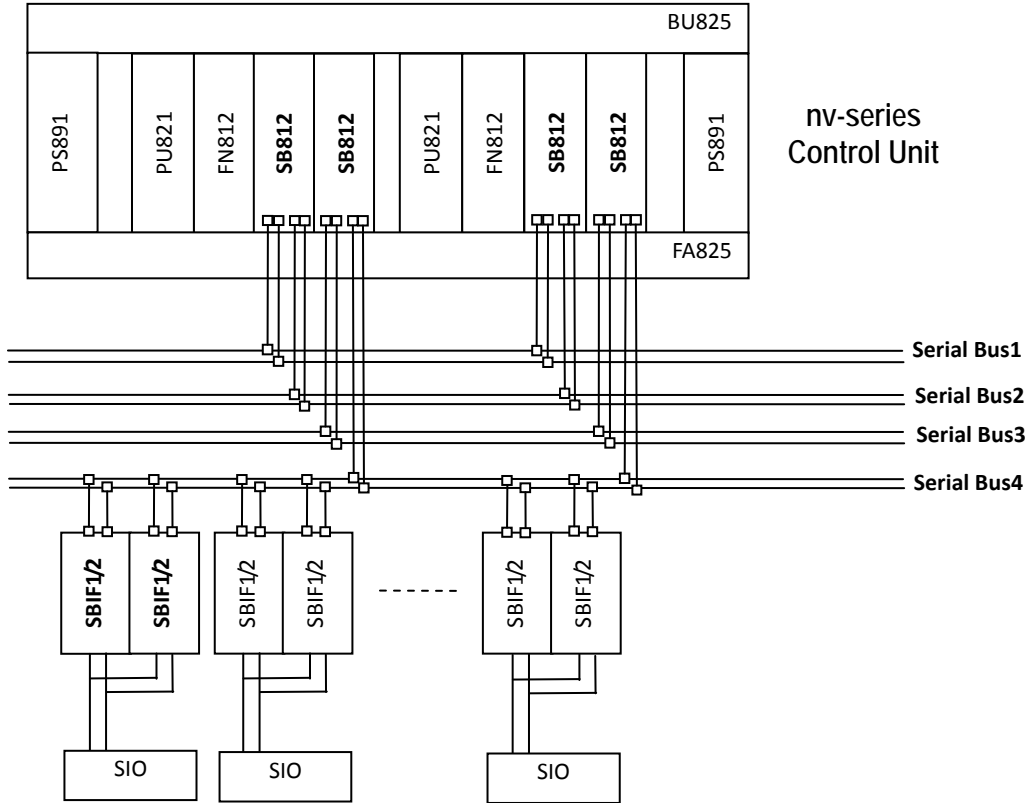 BU825
PS891
PU821
FN812
SB812
SB812
PU821
FN812
SB812
SB812
PS891
nv-series
Control Unit
FA825
Serial Bus1
Serial Bus2
Serial Bus3
Serial Bus4
SBIF1/2
SBIF1/2
SBIF1/2
SBIF1/2
SBIF1/2
SBIF1/2
SIO
SIO
SIO